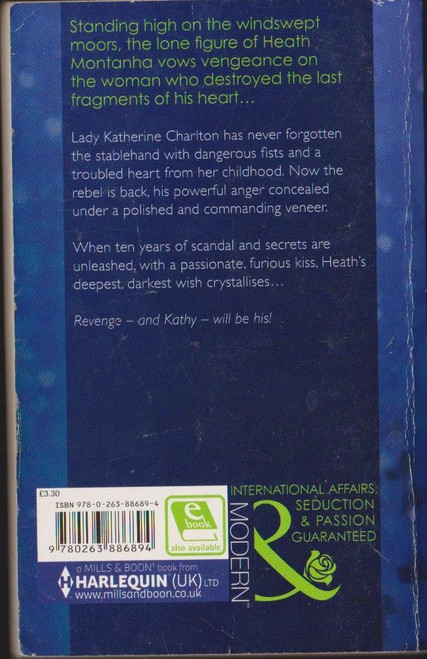 Standing high on the windswept
moors, the lone figure of Heath
Montanha vows vengeance on
the woman who destroyed the last
fragments of his heart...
Lady Katherine Charlton has never forgotten
the stablehand with dangerous fists and a
troubled heart from her childhood. Now the
rebel is back, his powerful anger concealed
under a polished and commanding veneer.
When ten years of scandal and secrets are
unleashed, with a passionate, furious kiss, Heath's
deepest, darkest wish crystallises...
Revenge – and Kathy – will be his!
£3.30
ISBN 978-0-263-88689-4
9 780263 886894
e
book
also available
a MILLS & BOON® book from
HARLEQUIN (UK) LTD
www.millsandboon.co.uk
INTERNATIONAL AFFAIRS,
SEDUCTION
& PASSION
GUARANTEED
MODERN™